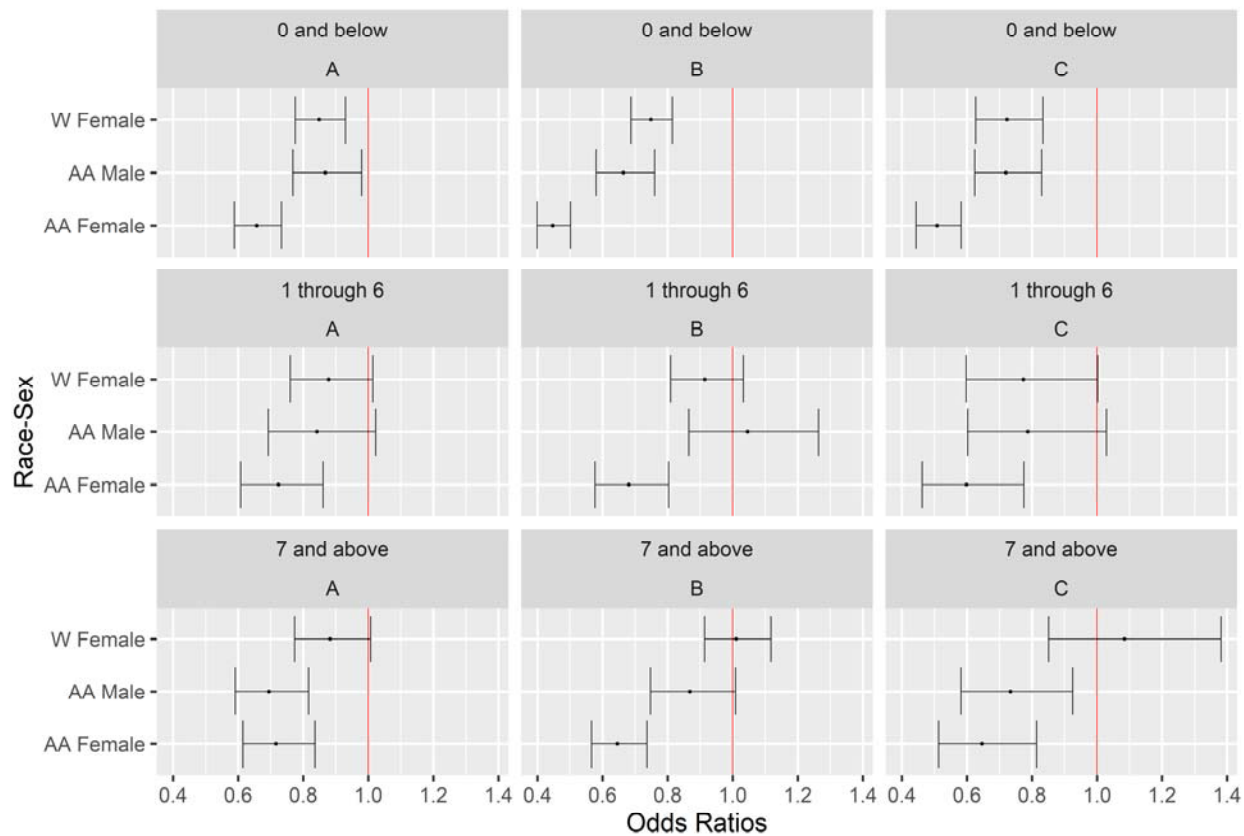 0 and below
0 and below
0 and below
A
B
C
W Female
AA Male
AA Female
1 through 6
1 through 6
1 through 6
A
B
C
W Female
AA Male
AA Female
7 and above
7 and above
7 and above
A
B
C
W Female
AA Male
AA Female
Race-Sex
0.4 0.6 0.8 1.0 1.2 1.4
0.4 0.6 0.8 1.0 1.2 1.4
0.4 0.6 0.8 1.0 1.2 1.4
Odds Ratios